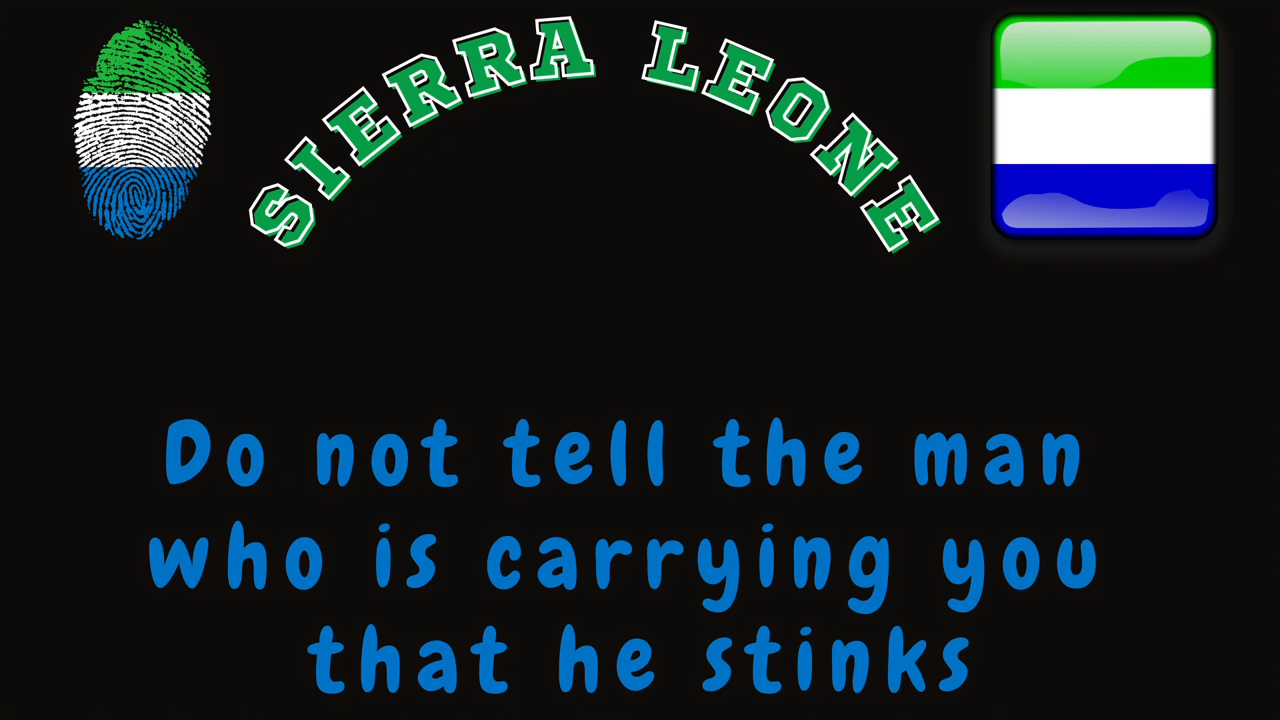 SIERRA LEONE
Do not tell the man
who is carrying you
that he stinks